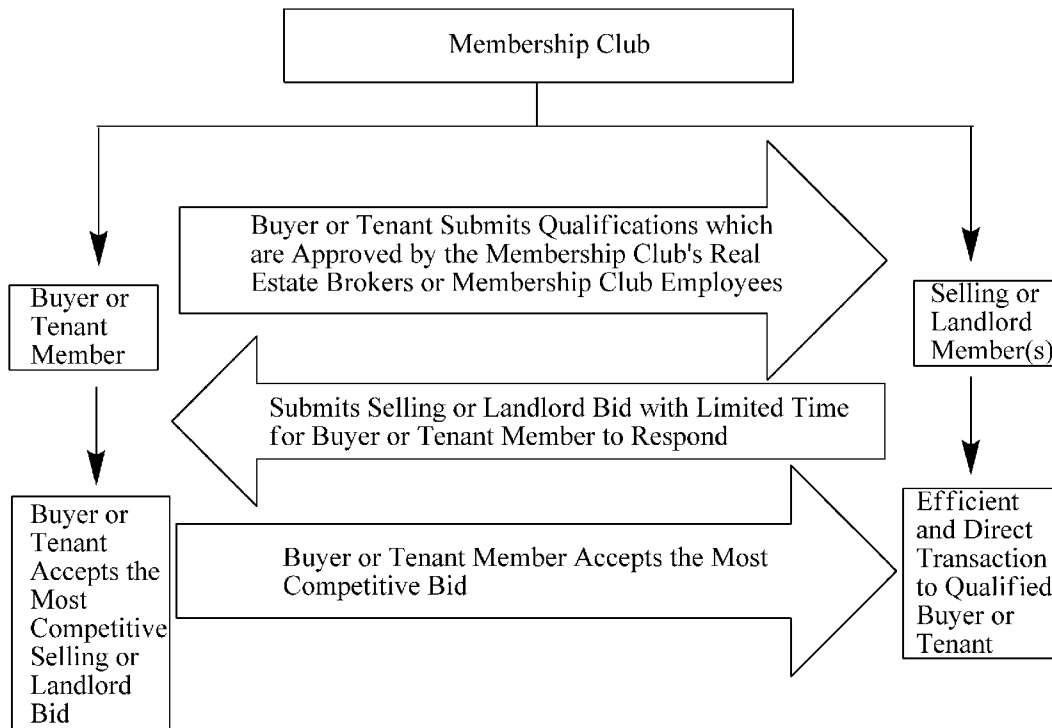 Membership Club
Buyer or Tenant Submits Qualifications which
are Approved by the Membership Club's Real
Estate Brokers or Membership Club Employees
Buyer or
Tenant
Member
Selling or
Landlord
Member(s)
Submits Selling or Landlord Bid with Limited Time
for Buyer or Tenant Member to Respond
Buyer or
Tenant
Accepts the
Most
Competitive
Selling or
Landlord
Bid
Buyer or Tenant Member Accepts the Most
Competitive Bid
Efficient
and Direct
Transaction
to Qualified
Buyer or
Tenant